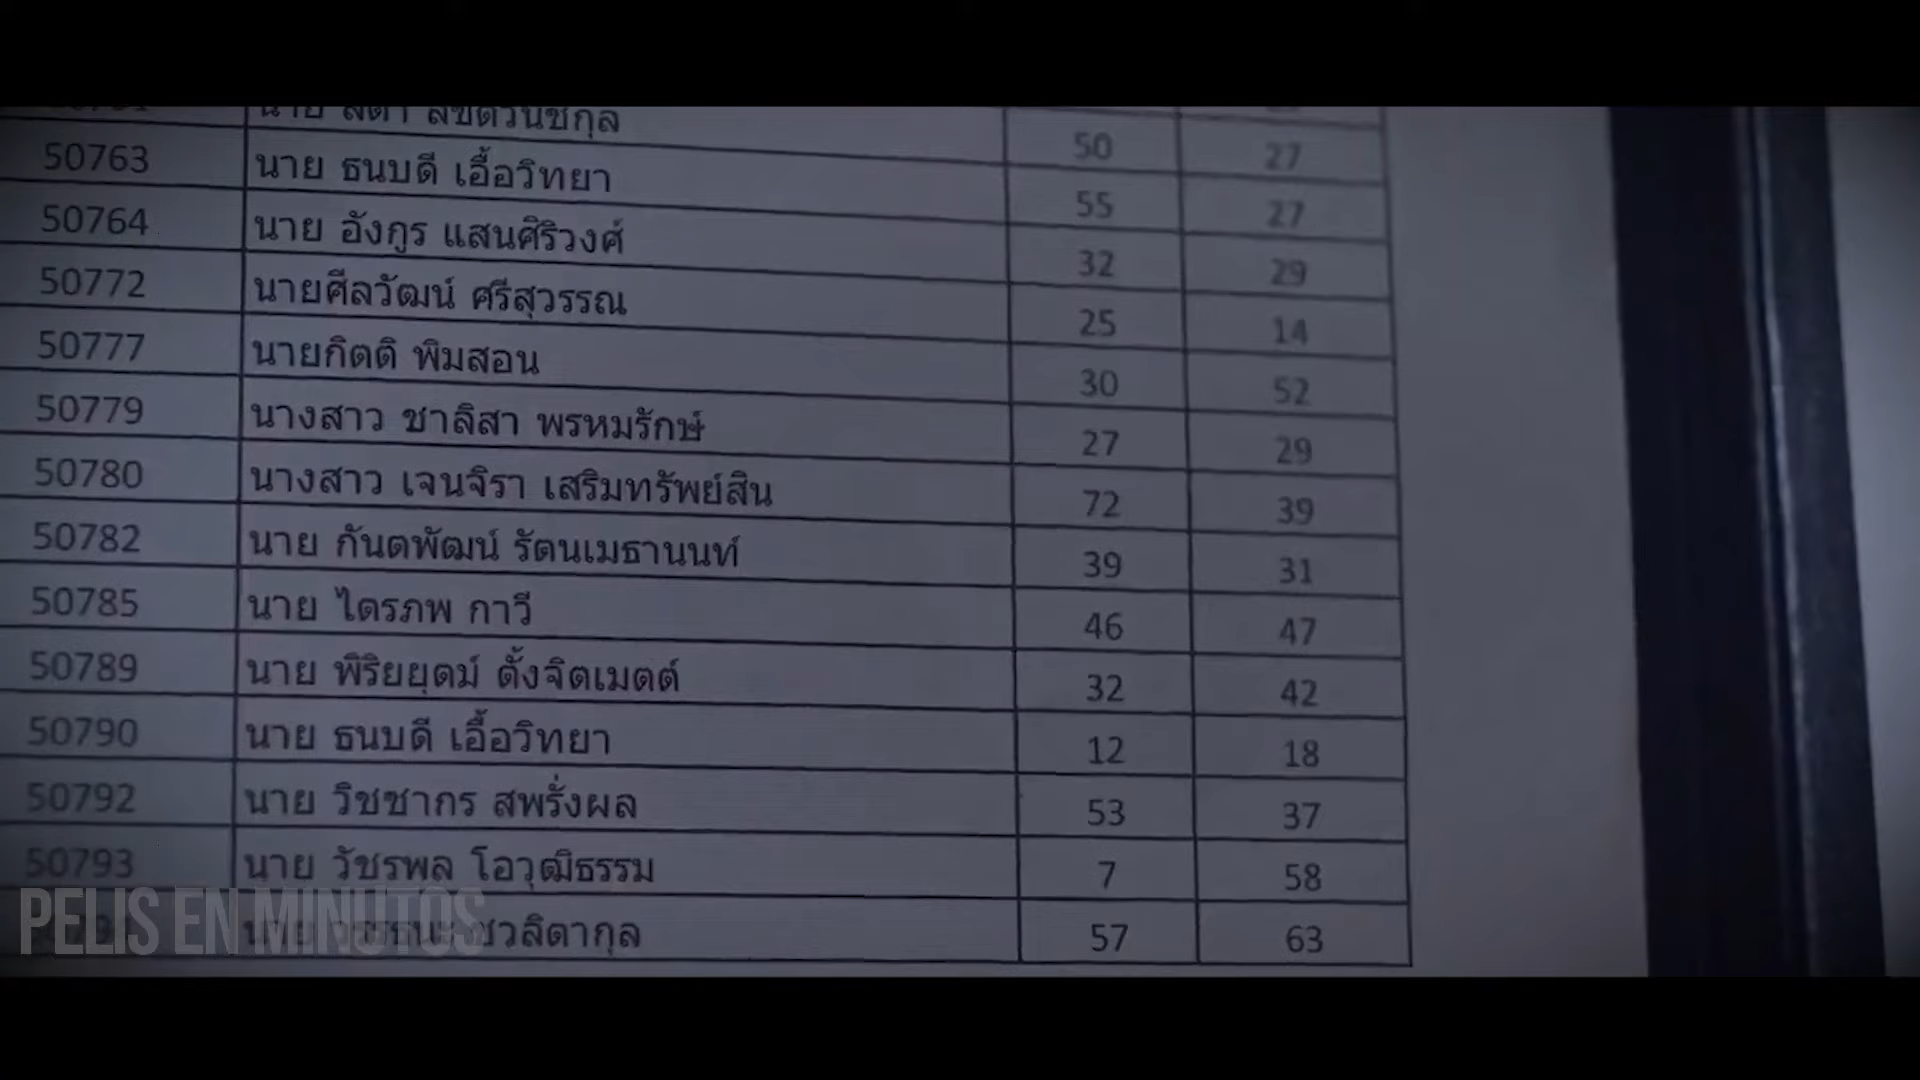 50 27
50763 นาย ธนบดี เอื้อวิทยา 55 27
50764 นาย อังกูร แสนศิริวงศ์ 32 29
50772 นายศีลวัฒน์ ศรีสุวรรณ 25 14
50777 นายกิตติ พิมสอน 30 52
50779 นางสาว ชาลิสา พรหมรักษ์ 27 29
50780 นางสาว เจนจิรา เสริมทรัพย์สิน 72 39
50782 นาย กันตพัฒน์ รัตนเมธานนท์ 39 31
50785 นาย ไตรภพ กาวี 46 47
50789 นาย พิริยยุตม์ ตั้งจิตเมตต์ 32 42
50790 นาย ธนบดี เอื้อวิทยา 12 18
50792 นาย วิชชากร สพรั่งผล 53 37
50793 นาย วัชรพล โอวุฒิธรรม 7 58
57 63
PELIS EN MINUTOS